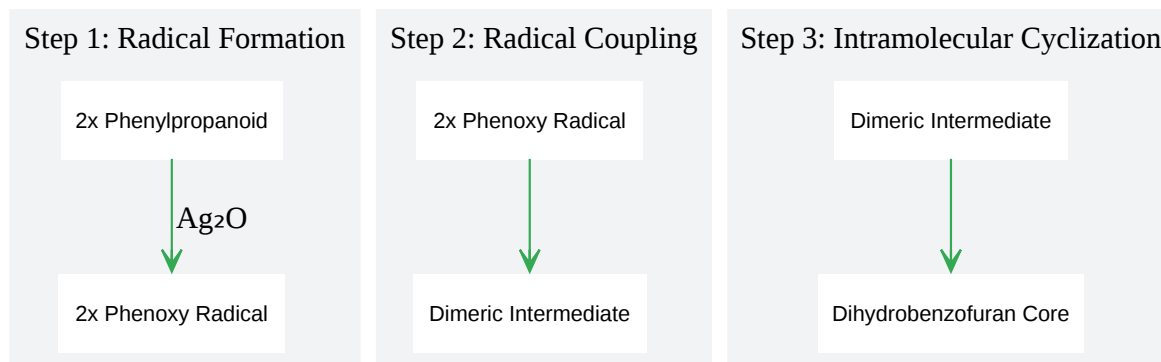 Step 1: Radical Formation
2x Phenylpropanoid
Ag₂O
2x Phenoxy Radical
Step 2: Radical Coupling
2x Phenoxy Radical
Dimeric Intermediate
Step 3: Intramolecular Cyclization
Dimeric Intermediate
Dihydrobenzofuran Core